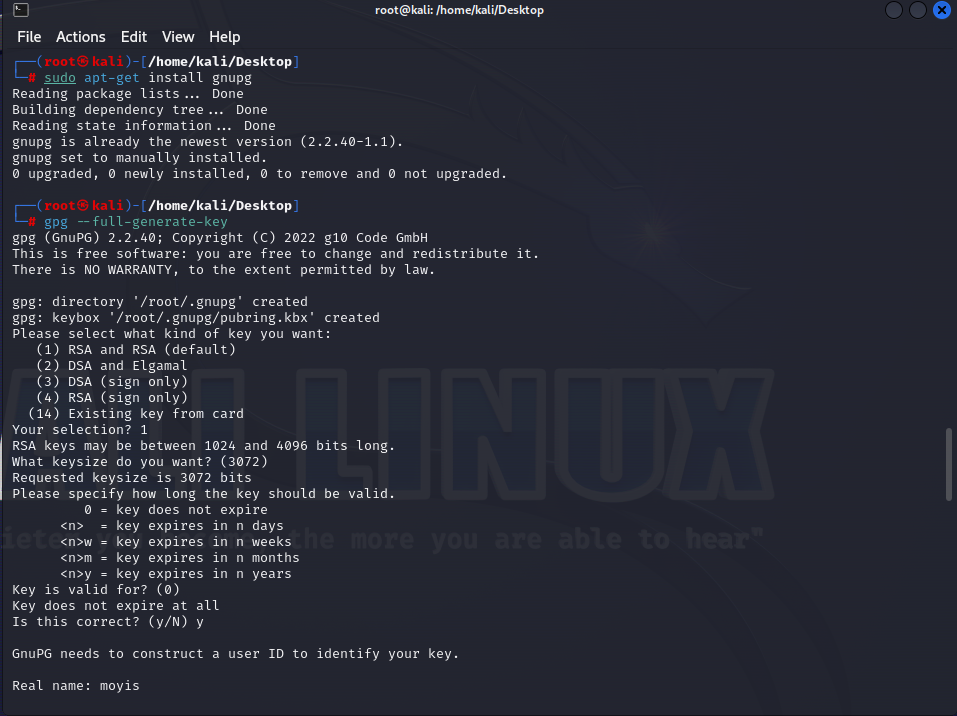 root@kali: /home/kali/Desktop
File Actions Edit View Help
┌──(root㉿kali)-[/home/kali/Desktop]
└─# sudo apt-get install gnupg
Reading package lists... Done
Building dependency tree... Done
Reading state information... Done
gnupg is already the newest version (2.2.40-1.1).
gnupg set to manually installed.
0 upgraded, 0 newly installed, 0 to remove and 0 not upgraded.
┌──(root㉿kali)-[/home/kali/Desktop]
└─# gpg --full-generate-key
gpg (GnuPG) 2.2.40; Copyright (C) 2022 g10 Code GmbH
This is free software: you are free to change and redistribute it.
There is NO WARRANTY, to the extent permitted by law.
gpg: directory '/root/.gnupg' created
gpg: keybox '/root/.gnupg/pubring.kbx' created
Please select what kind of key you want:
(1) RSA and RSA (default)
(2) DSA and Elgamal
(3) DSA (sign only)
(4) RSA (sign only)
(14) Existing key from card
Your selection? 1
RSA keys may be between 1024 and 4096 bits long.
What keysize do you want? (3072)
Requested keysize is 3072 bits
Please specify how long the key should be valid.
0 = key does not expire
<n> = key expires in n days
<n>w = key expires in n weeks
<n>m = key expires in n months
<n>y = key expires in n years
Key is valid for? (0)
Key does not expire at all
Is this correct? (y/N) y
GnuPG needs to construct a user ID to identify your key.
Real name: moyis
LINUX
the more you are able to hear"